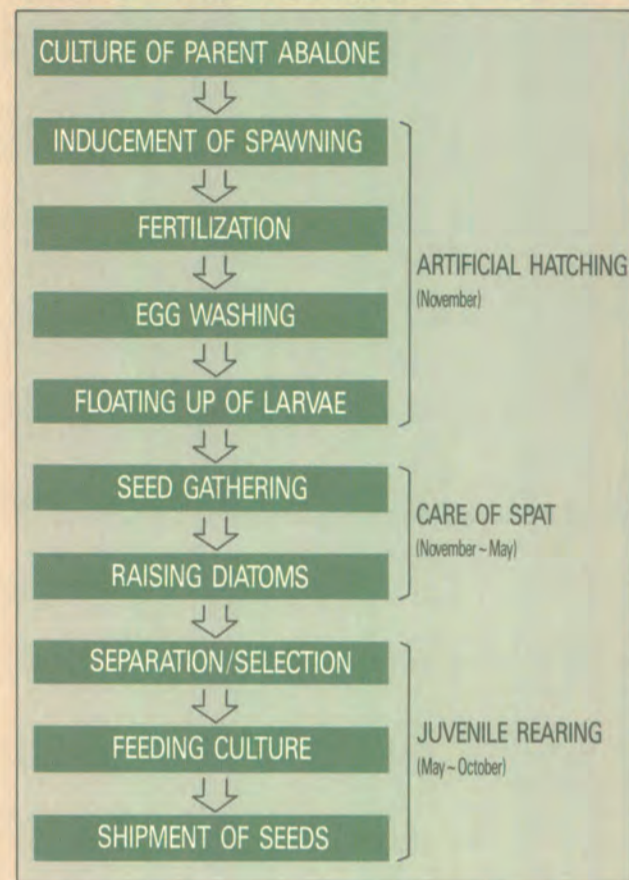 CULTURE OF PARENT ABALONE
INDUCEMENT OF SPAWNING
FERTILIZATION
EGG WASHING
FLOATING UP OF LARVAE
ARTIFICIAL HATCHING
(November)
SEED GATHERING
RAISING DIATOMS
CARE OF SPAT
(November~May)
SEPARATION/SELECTION
FEEDING CULTURE
SHIPMENT OF SEEDS
JUVENILE REARING
(May~October)